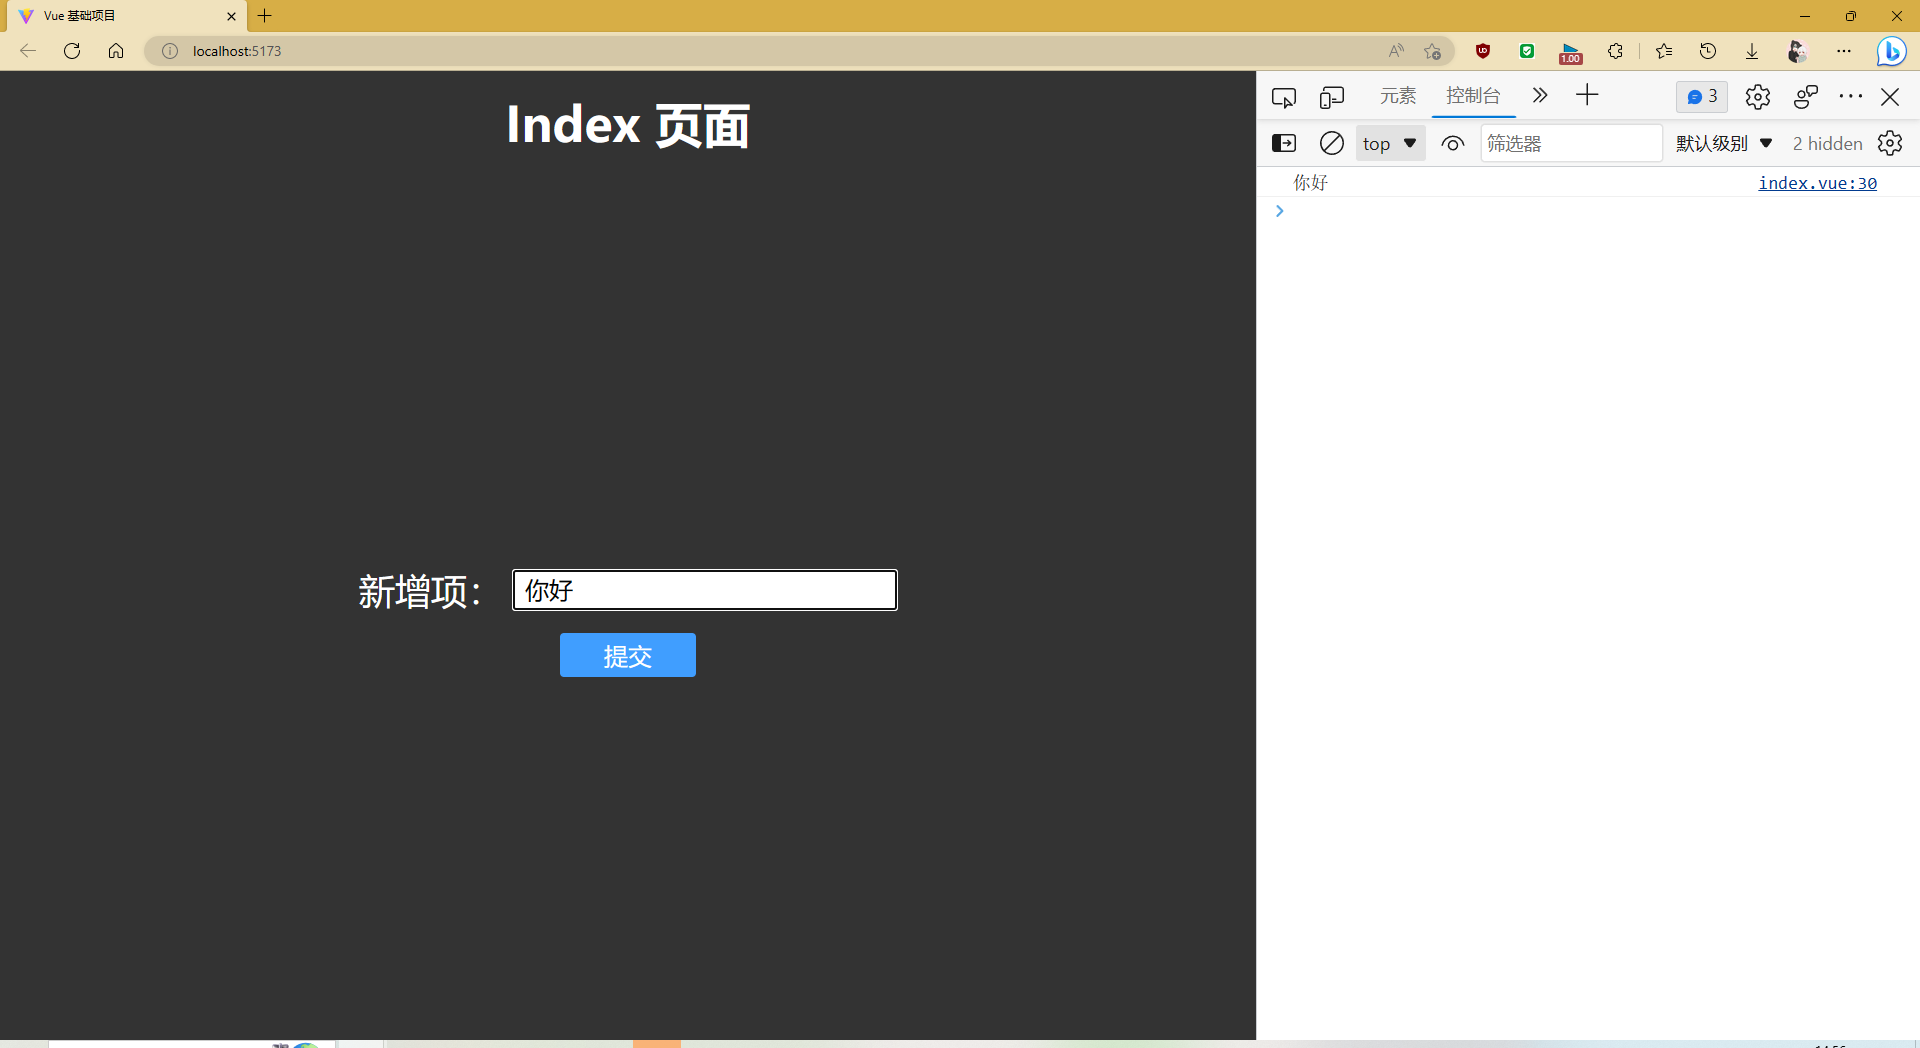 Vue 基础项目
localhost:5173
1.00
Index 页面
新增项：
你好
提交
元素
控制台
3
top
筛选器
默认级别
2 hidden
你好
index.vue:30